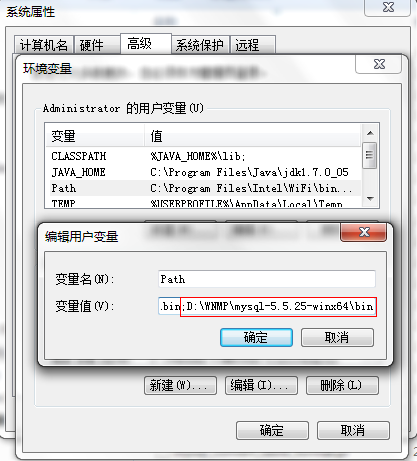 系统属性
计算机名 硬件 高级 系统保护 远程
环境变量
Administrator 的用户变量(U)
变量 值
CLASSPATH %JAVA_HOME%\lib;
JAVA_HOME C:\Program Files\Java\jdk1.7.0_05
Path C:\Program Files\Intel\WiFi\bin...
TEMP %USERPROFILE%\AppData\Local\Temp
编辑用户变量
变量名(N): Path
变量值(V): .bin;D:\WNMP\mysql-5.5.25-winx64\bin
确定 取消
新建(W)... 编辑(I)... 删除(L)
确定 取消